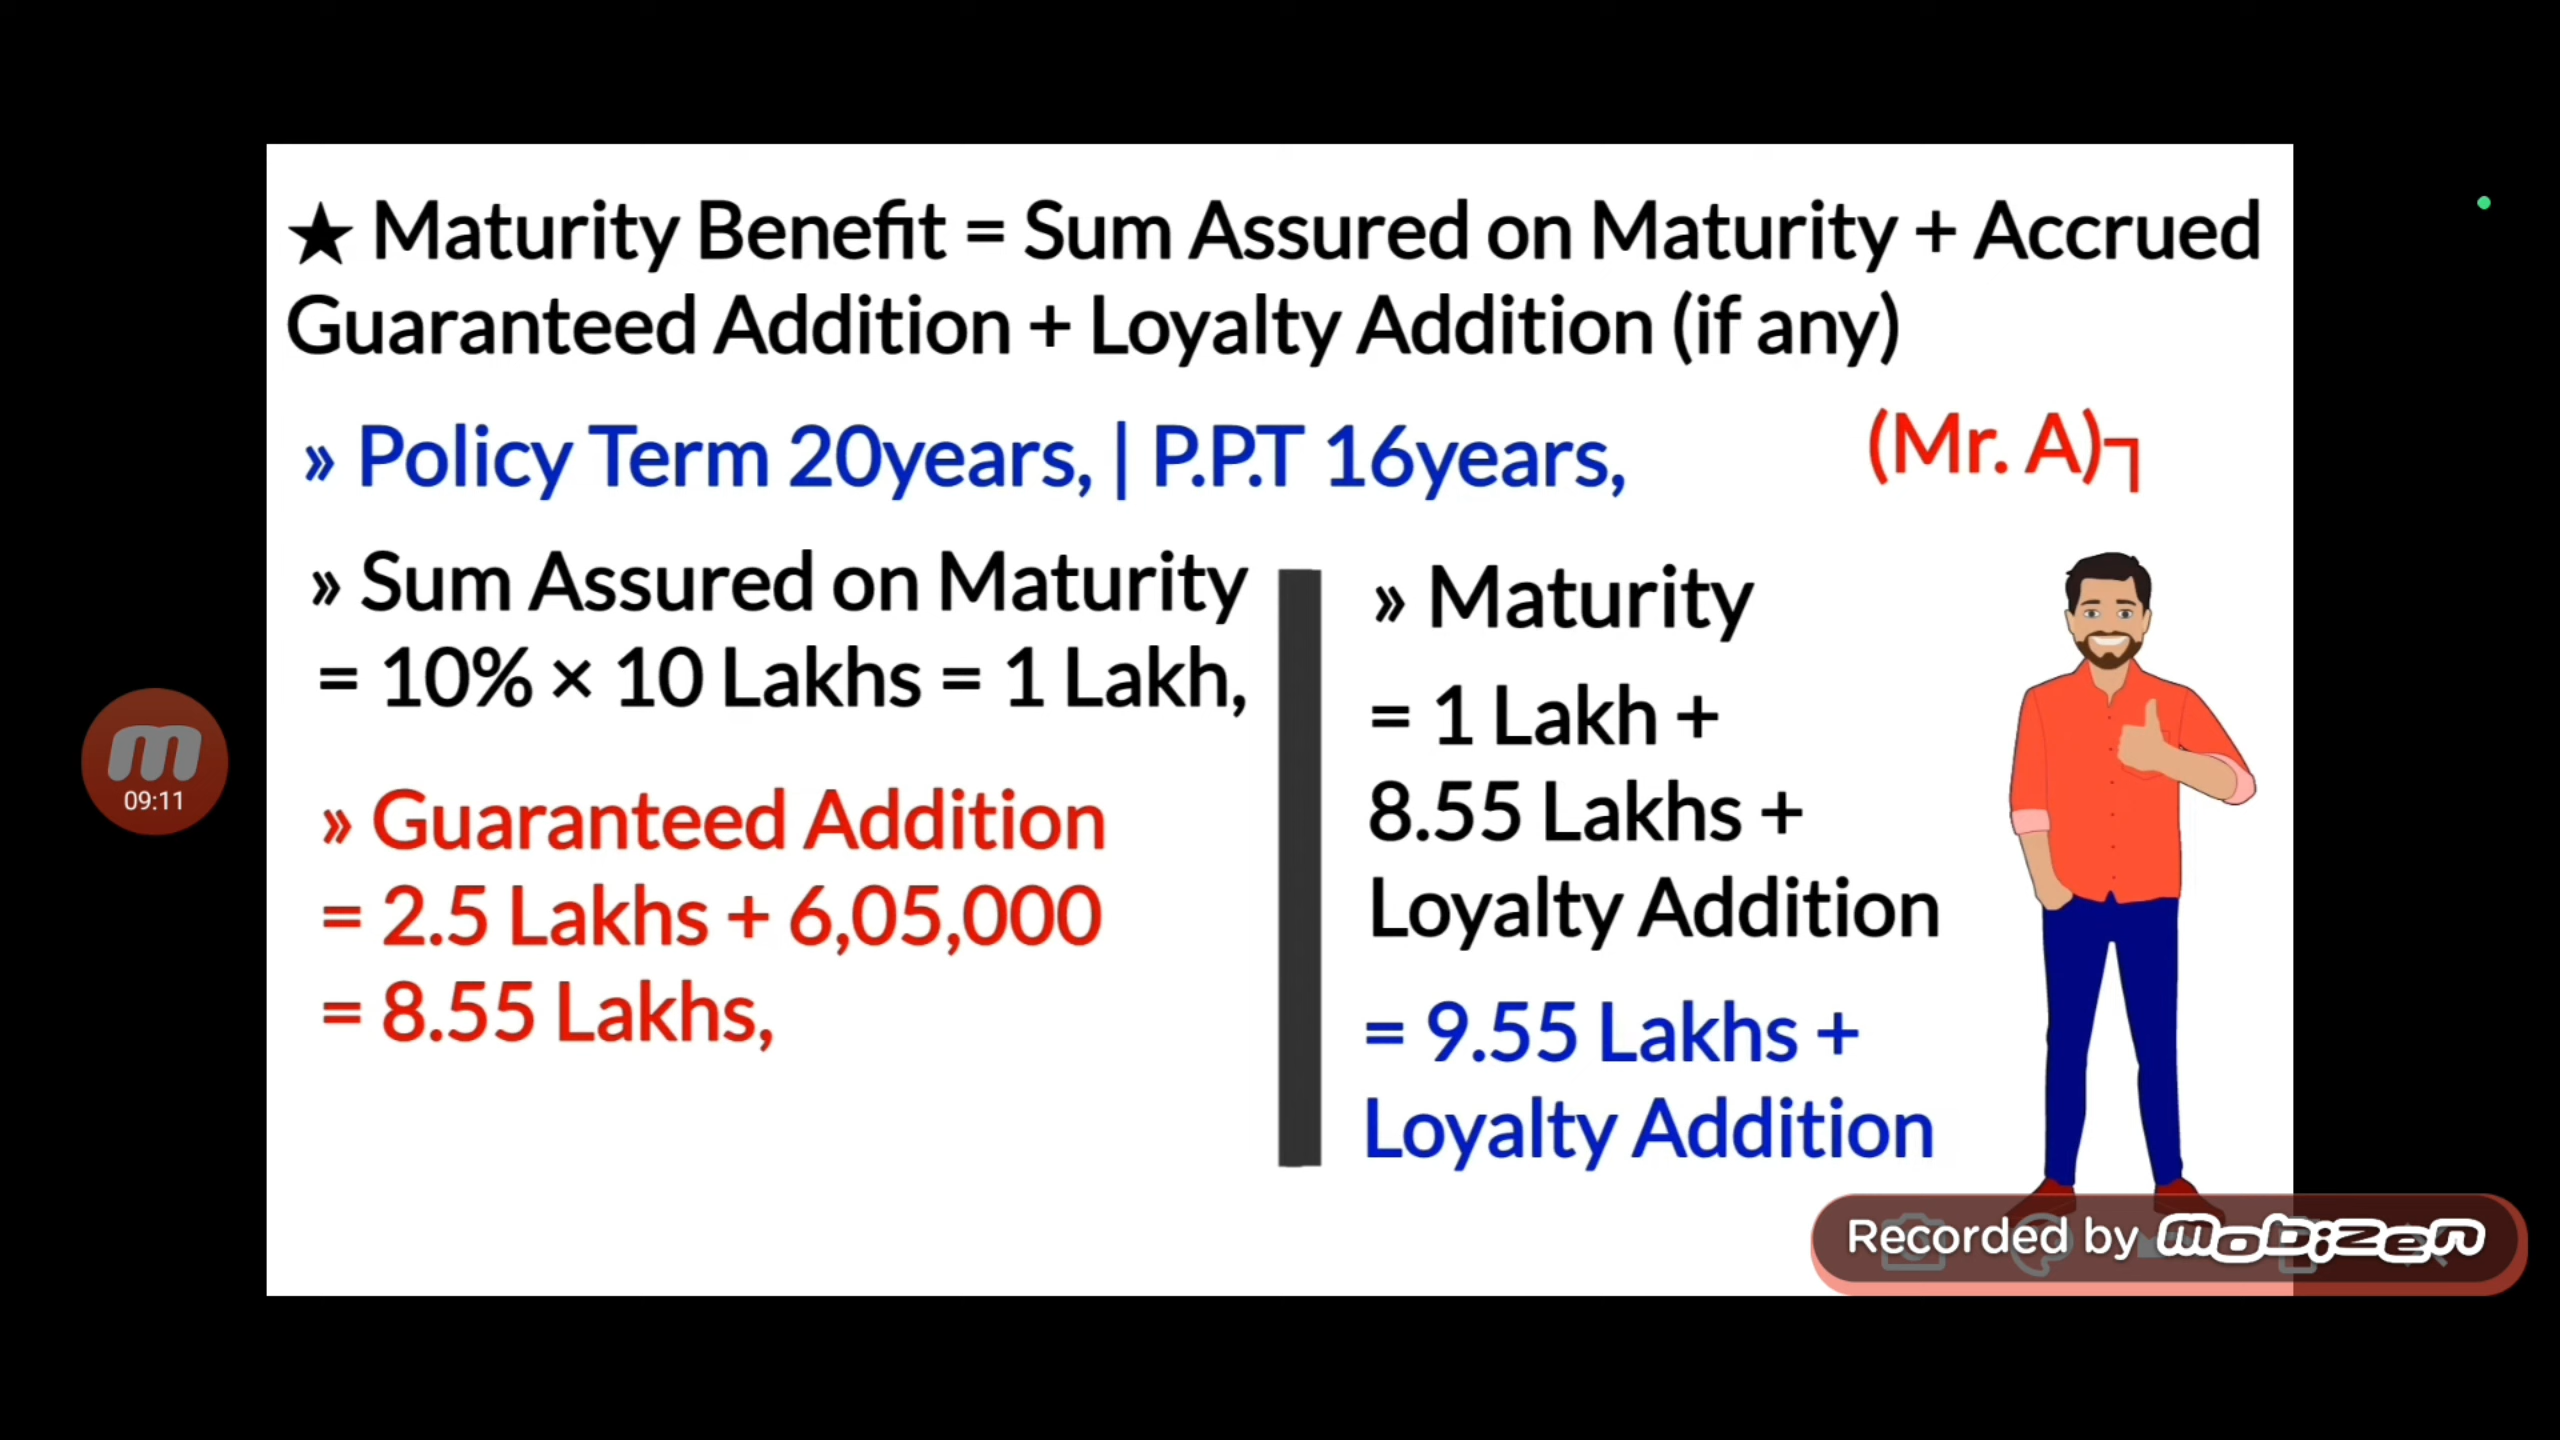 ★ Maturity Benefit = Sum Assured on Maturity + Accrued
Guaranteed Addition + Loyalty Addition (if any)
» Policy Term 20years, | P.P.T 16years,
(Mr. A)┐
» Sum Assured on Maturity
= 10% × 10 Lakhs = 1 Lakh,
» Guaranteed Addition
= 2.5 Lakhs + 6,05,000
= 8.55 Lakhs,
» Maturity
= 1 Lakh +
8.55 Lakhs +
Loyalty Addition
= 9.55 Lakhs +
Loyalty Addition
m
09:11
Recorded by mobizen